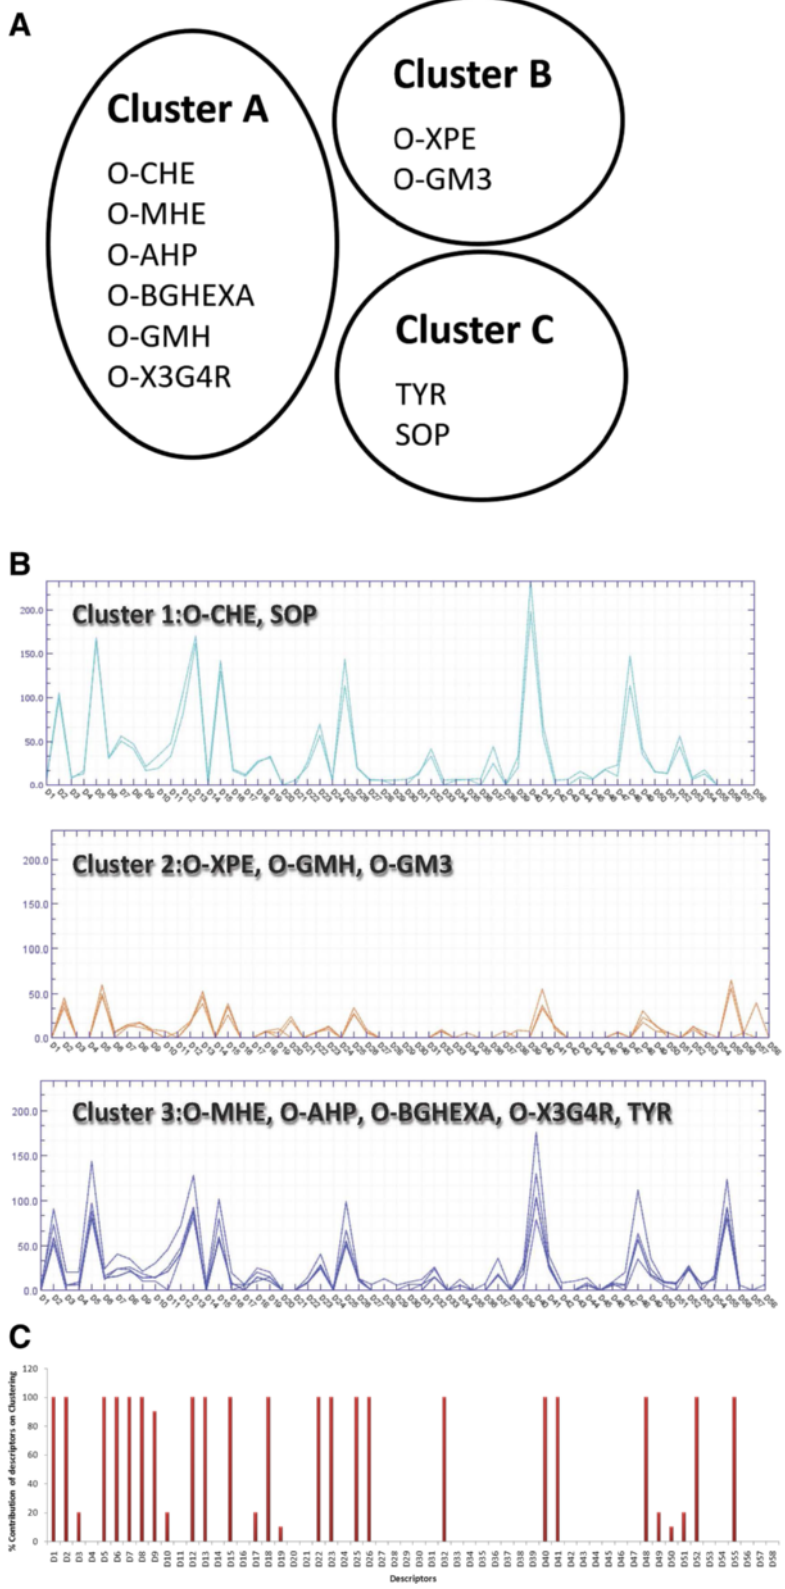 A
Cluster A
O-CHE
O-MHE
O-AHP
O-BGHEXA
O-GMH
O-X3G4R
Cluster B
O-XPE
O-GM3
Cluster C
TYR
SOP
B
Cluster 1:O-CHE, SOP
200.0
150.0
100.0
50.0
0.0
Cluster 2:O-XPE, O-GMH, O-GM3
200.0
150.0
100.0
50.0
0.0
Cluster 3:O-MHE, O-AHP, O-BGHEXA, O-X3G4R, TYR
200.0
150.0
100.0
50.0
0.0
C
% Contribution of descriptors on Clustering
120
100
80
60
40
20
0
D1 D2 D3 D4 D5 D6 D7 D8 D9 D10 D11 D12 D13 D14 D15 D16 D17 D18 D19 D20 D21 D22 D23 D24 D25 D26 D27 D28 D29 D30 D31 D32 D33 D34 D35 D36 D37 D38 D39 D40 D41 D42 D43 D44 D45 D46 D47 D48 D49 D50 D51 D52 D53 D54 D55 D56 D57 D58
Descriptors